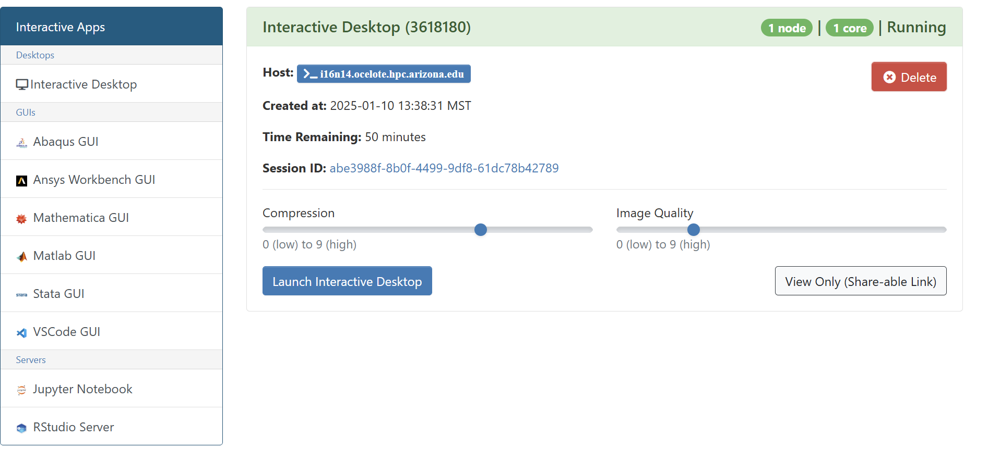 Interactive Apps
Desktops
Interactive Desktop
GUIs
Abaqus GUI
Ansys Workbench GUI
Mathematica GUI
Matlab GUI
Stata GUI
VSCode GUI
Servers
Jupyter Notebook
RStudio Server
Interactive Desktop (3618180)
1 node | 1 core | Running
Host: >_ i16n14.ocelote.hpc.arizona.edu
Delete
Created at: 2025-01-10 13:38:31 MST
Time Remaining: 50 minutes
Session ID: abe3988f-8b0f-4499-9df8-61dc78b42789
Compression
0 (low) to 9 (high)
Image Quality
0 (low) to 9 (high)
Launch Interactive Desktop
View Only (Share-able Link)